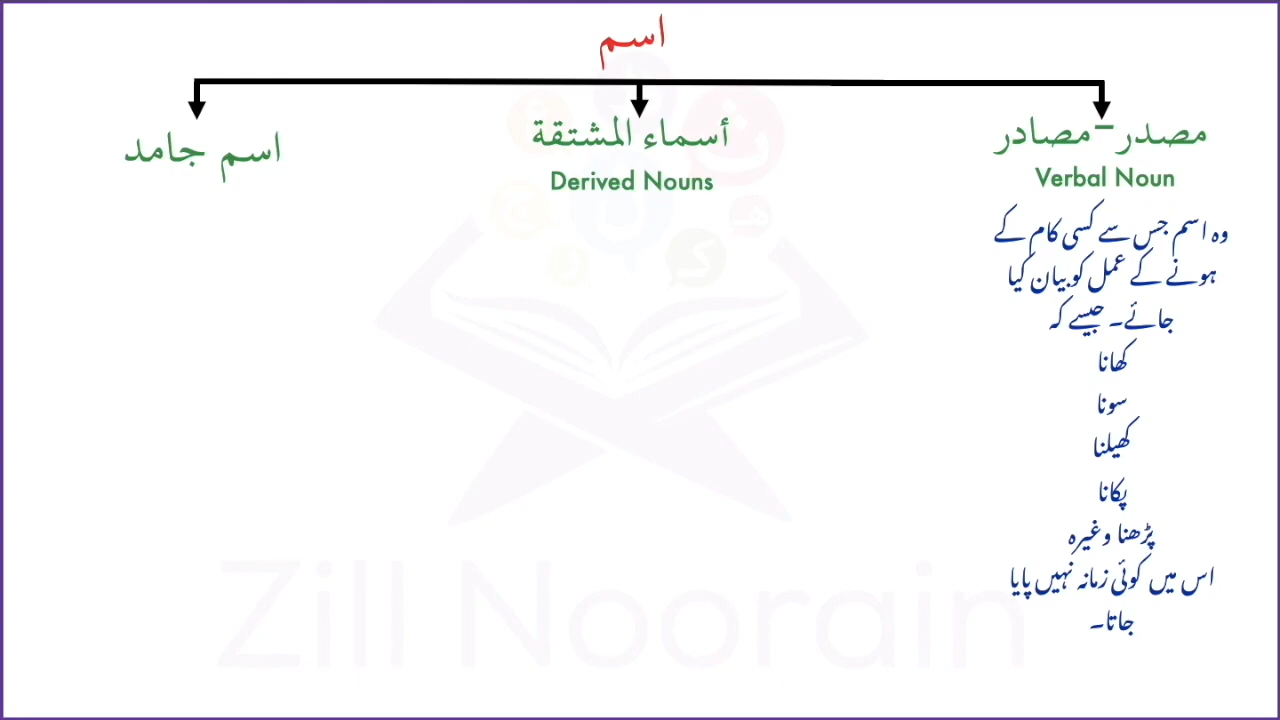 اسم
مصدر-مصادر
Verbal Noun
وہ اسم جس سے کسی کام کے
ہونے کے عمل کو بیان کیا
جائے۔ جیسے کہ
کھانا
سونا
کھیلنا
پکانا
پڑھنا وغیرہ
اس میں کوئی زمانہ نہیں پایا
جاتا۔
أسماء المشتقة
Derived Nouns
اسم جامد
Zill Noorain